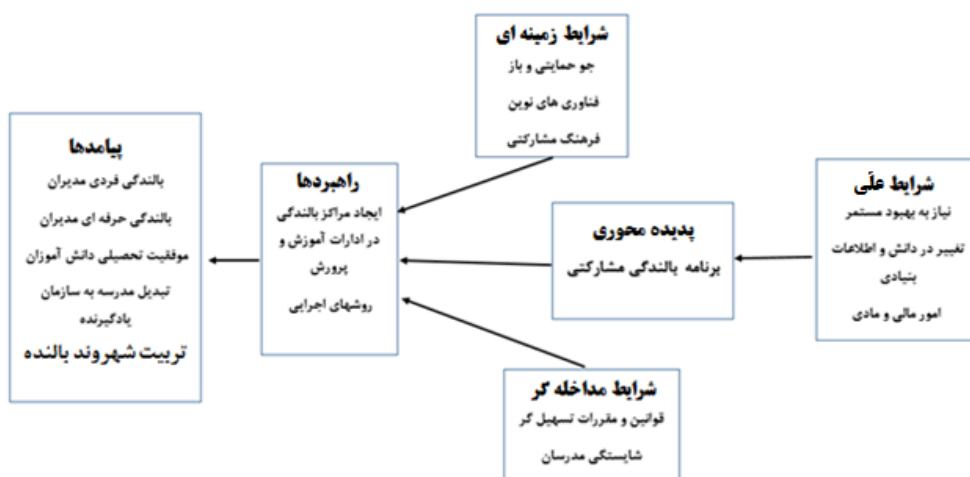 شرایط زمینه ای
جو حمایتی و باز
فناوری های نوین
فرهنگ مشارکتی
شرایط علّی
نیاز به بهبود مستمر
تغییر در دانش و اطلاعات
بنیادی
امور مالی و مادی
پدیده محوری
برنامه بالندگی مشارکتی
راهبردها
ایجاد مراکز بالندگی
در ادارات آموزش و
پرورش
روشهای اجرایی
پیامدها
بالندگی فردی مدیران
بالندگی حرفه ای مدیران
موفقیت تحصیلی دانش آموزان
تبدیل مدرسه به سازمان
یادگیرنده
تربیت شهروند بالنده
شرایط مداخله گر
قوانین و مقررات تسهیل گر
شایستگی مدرسان